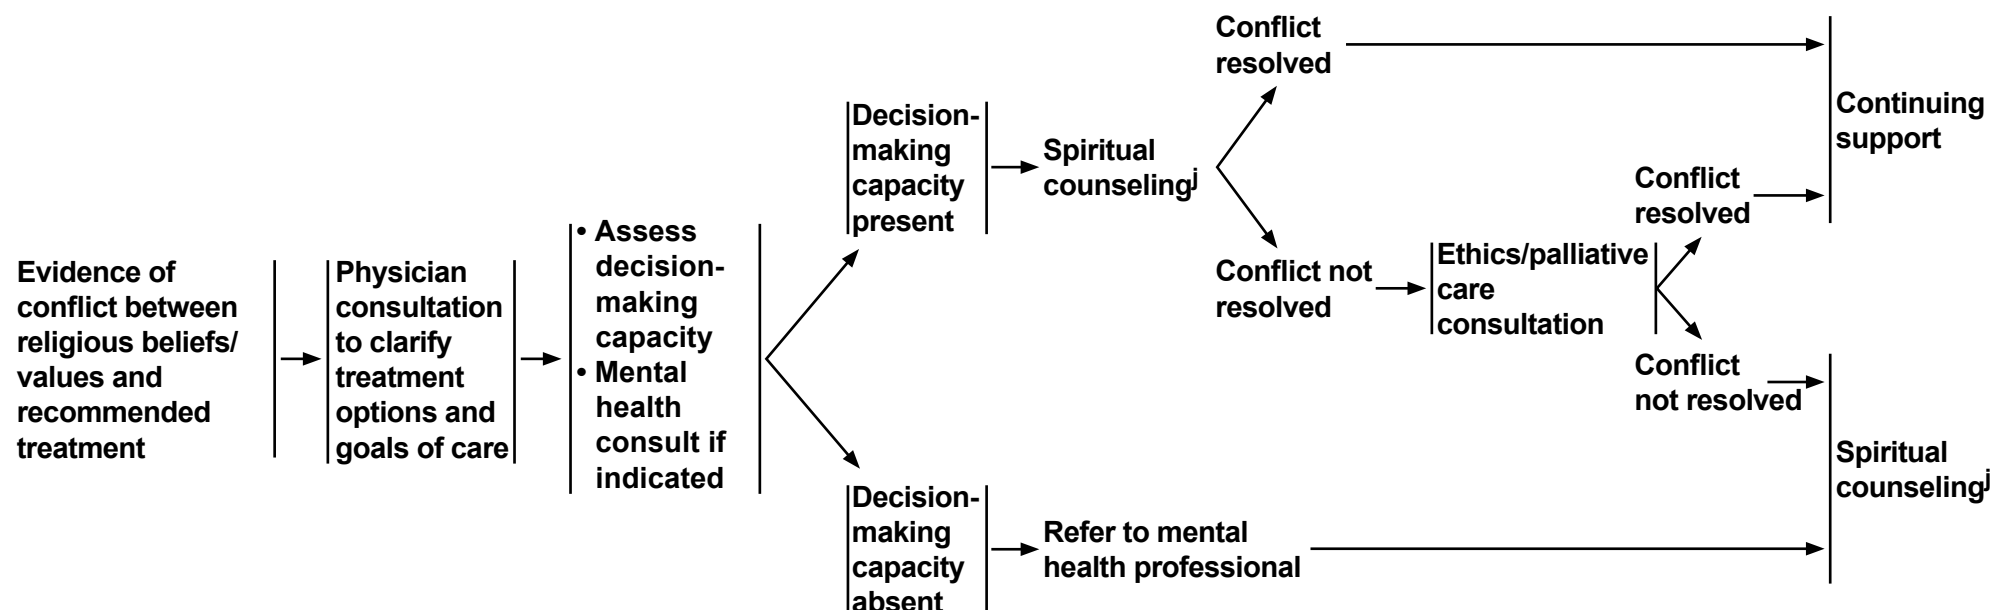 Evidence of
conflict between
religious beliefs/
values and
recommended
treatment
Physician
consultation
to clarify
treatment
options and
goals of care
• Assess
decision-
making
capacity
• Mental
health
consult if
indicated
Decision-
making
capacity
present
Spiritual
counselingʲ
Conflict
resolved
Conflict not
resolved
Ethics/palliative
care
consultation
Conflict
resolved
Conflict
not resolved
Continuing
support
Decision-
making
capacity
absent
Refer to mental
health professional
Spiritual
counselingʲ